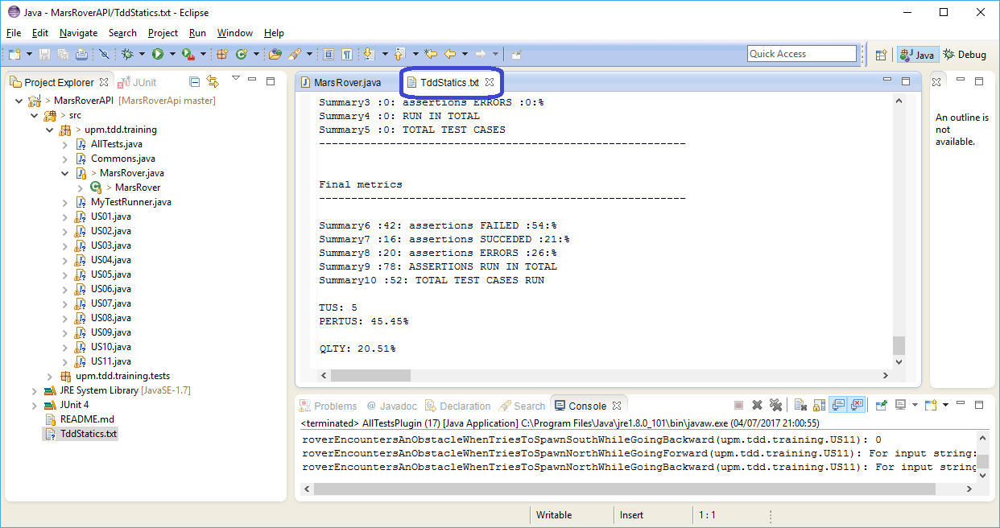 Java - MarsRoverAPI/TddStatics.txt - Eclipse
File Edit Navigate Search Project Run Window Help
Quick Access
Java
Debug
Project Explorer
JUnit
> MarsRoverAPI [MarsRoverApi master]
> src
> upm.tdd.training
AllTests.java
Commons.java
> MarsRover.java
> MarsRover
MyTestRunner.java
US01.java
US02.java
US03.java
US04.java
US05.java
US06.java
US07.java
US08.java
US09.java
US10.java
US11.java
upm.tdd.training.tests
JRE System Library [JavaSE-1.7]
JUnit 4
README.md
TddStatics.txt
MarsRover.java
TddStatics.txt
Summary3 :0: assertions ERRORS :0:%
Summary4 :0: RUN IN TOTAL
Summary5 :0: TOTAL TEST CASES
---------------------------------------------------------
Final metrics
---------------------------------------------------------
Summary6 :42: assertions FAILED :54:%
Summary7 :16: assertions SUCCEDED :21:%
Summary8 :20: assertions ERRORS :26:%
Summary9 :78: ASSERTIONS RUN IN TOTAL
Summary10 :52: TOTAL TEST CASES RUN
TUS: 5
PERTUS: 45.45%
QLTY: 20.51%
An outline is
not
available.
Problems
@ Javadoc
Declaration
Search
Console
<terminated> AllTestsPlugin (17) [Java Application] C:\Program Files\Java\jre1.8.0_101\bin\javaw.exe (04/07/2017 21:00:55)
roverEncountersAnObstacleWhenTriesToSpawnSouthWhileGoingBackward(upm.tdd.training.US11): 0
roverEncountersAnObstacleWhenTriesToSpawnNorthWhileGoingForward(upm.tdd.training.US11): For input string:
roverEncountersAnObstacleWhenTriesToSpawnNorthWhileGoingBackward(upm.tdd.training.US11): For input string
Writable
Insert
1 : 1